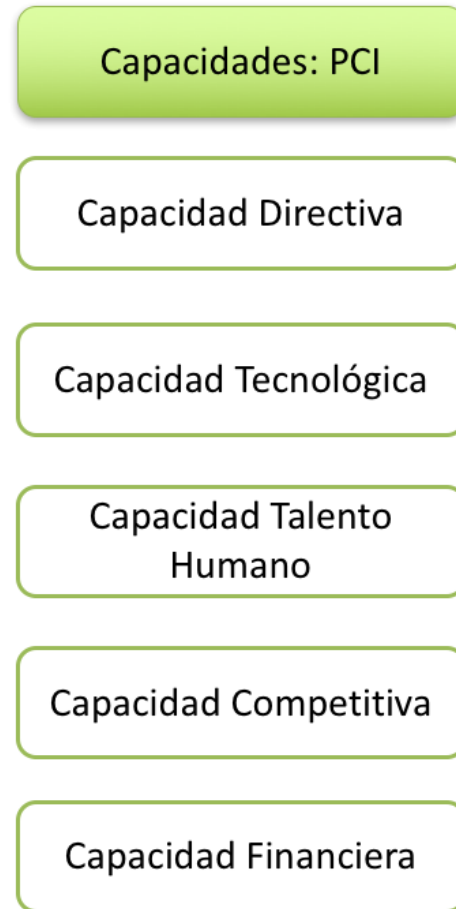 Capacidades: PCI
Capacidad Directiva
Capacidad Tecnológica
Capacidad Talento
Humano
Capacidad Competitiva
Capacidad Financiera